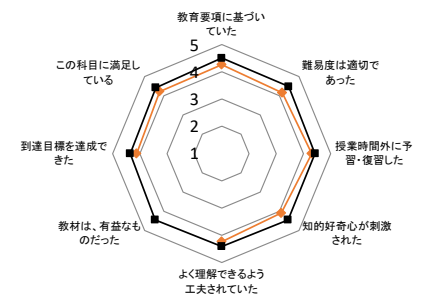 教育要項に基づい
ていた
難易度は適切で
あった
授業時間外に予
習・復習した
知的好奇心が刺激
された
よく理解できるよう
工夫されていた
教材は、有益なも
のだった
到達目標を達成で
きた
この科目に満足し
ている
5
4
3
2
1